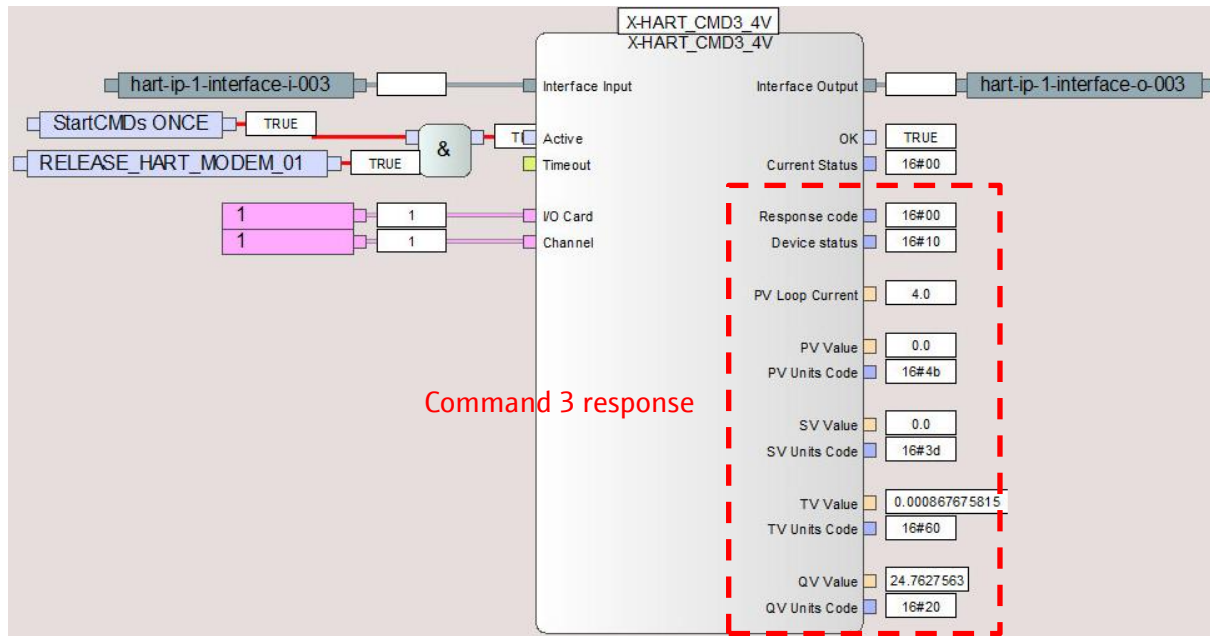 X-HART_CMD3_4V
X-HART_CMD3_4V
hart-ip-1-interface-i-003
Interface Input
Interface Output
hart-ip-1-interface-o-003
StartCMDs ONCE
TRUE
&
Active
OK
TRUE
RELEASE_HART_MODEM_01
TRUE
Timeout
Current Status
16#00
1
1
I/O Card
Response code
16#00
1
1
Channel
Device status
16#10
PV Loop Current
4.0
PV Value
0.0
PV Units Code
16#4b
Command 3 response
SV Value
0.0
SV Units Code
16#3d
TV Value
0.000867675815
TV Units Code
16#60
QV Value
24.7627563
QV Units Code
16#20